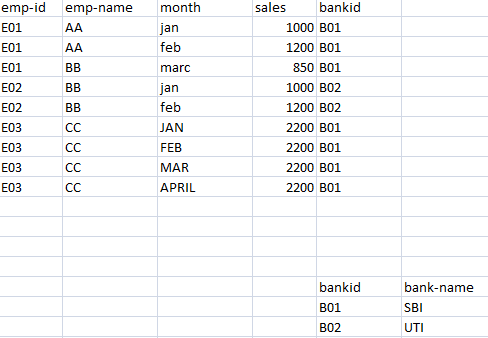 emp-id emp-name month sales bankid
E01 AA jan 1000 B01
E01 AA feb 1200 B01
E01 BB marc 850 B01
E02 BB jan 1000 B02
E02 BB feb 1200 B02
E03 CC JAN 2200 B01
E03 CC FEB 2200 B01
E03 CC MAR 2200 B01
E03 CC APRIL 2200 B01
bankid bank-name
B01 SBI
B02 UTI